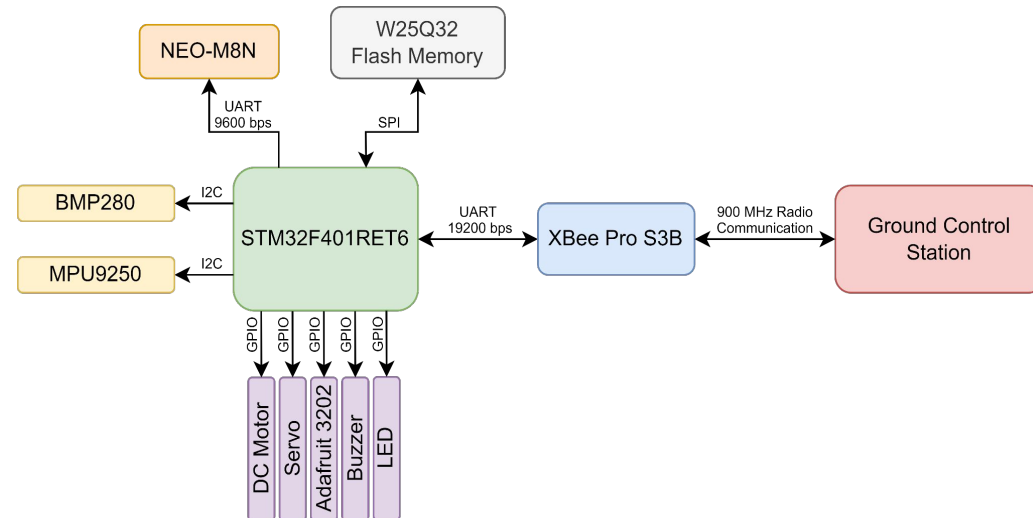 NEO-M8N
W25Q32
Flash Memory
UART
9600 bps
SPI
BMP280
I2C
STM32F401RET6
UART
19200 bps
XBee Pro S3B
900 MHz Radio
Communication
Ground Control
Station
MPU9250
I2C
GPIO
GPIO
GPIO
GPIO
GPIO
DC Motor
Servo
Adafruit 3202
Buzzer
LED